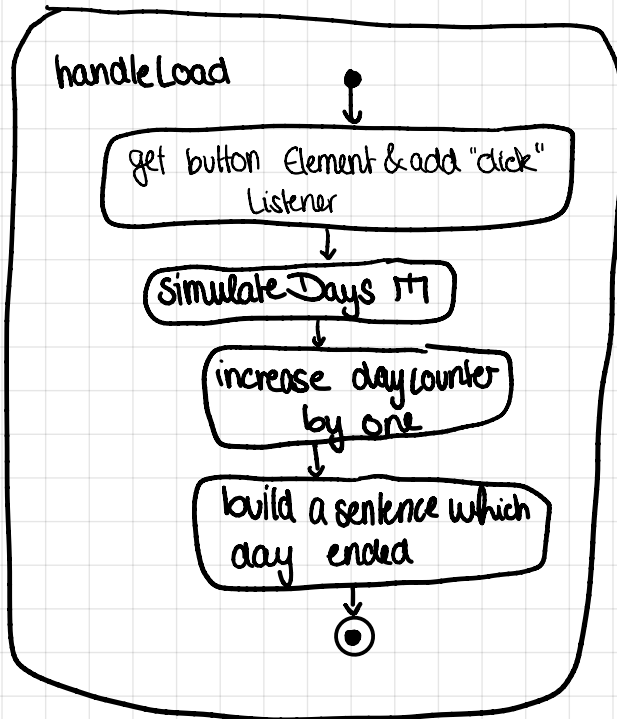 handleLoad
get button Element & add "click"
Listener
simulateDays
increase daycounter
by one
build a sentence which
day ended